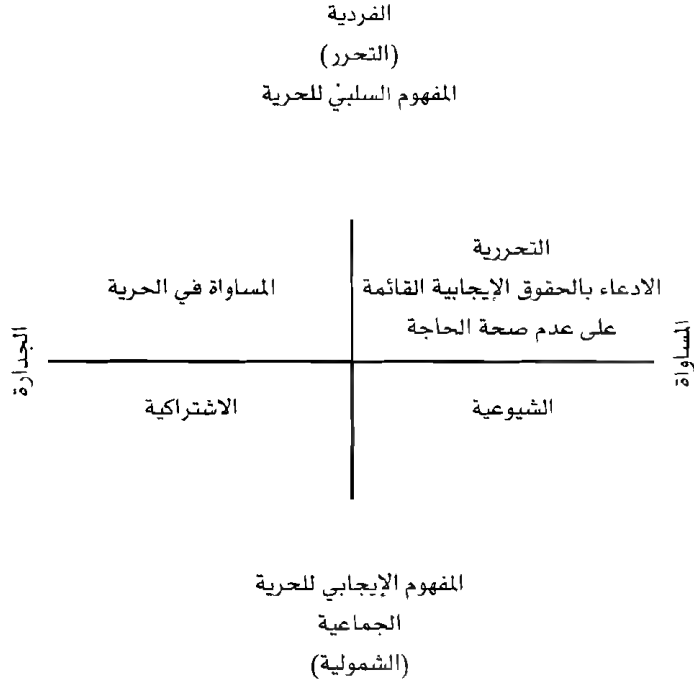 الفردية
(التحرر)
المفهوم السلبيْ للحرية
التحررية
الادعاء بالحقوق الإيجابية القائمة
على عدم صحة الحاجة
المساواة في الحرية
المساواة
الجدارة
الشيوعية
الاشتراكية
المفهوم الإيجابي للحرية
الجماعية
(الشمولية)